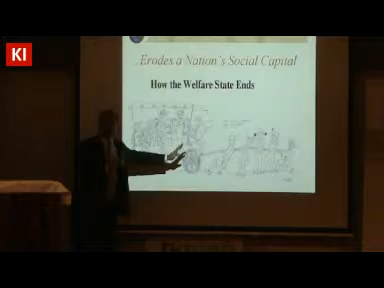 KI
...Erodes a Nation's Social Capital
How the Welfare State Ends